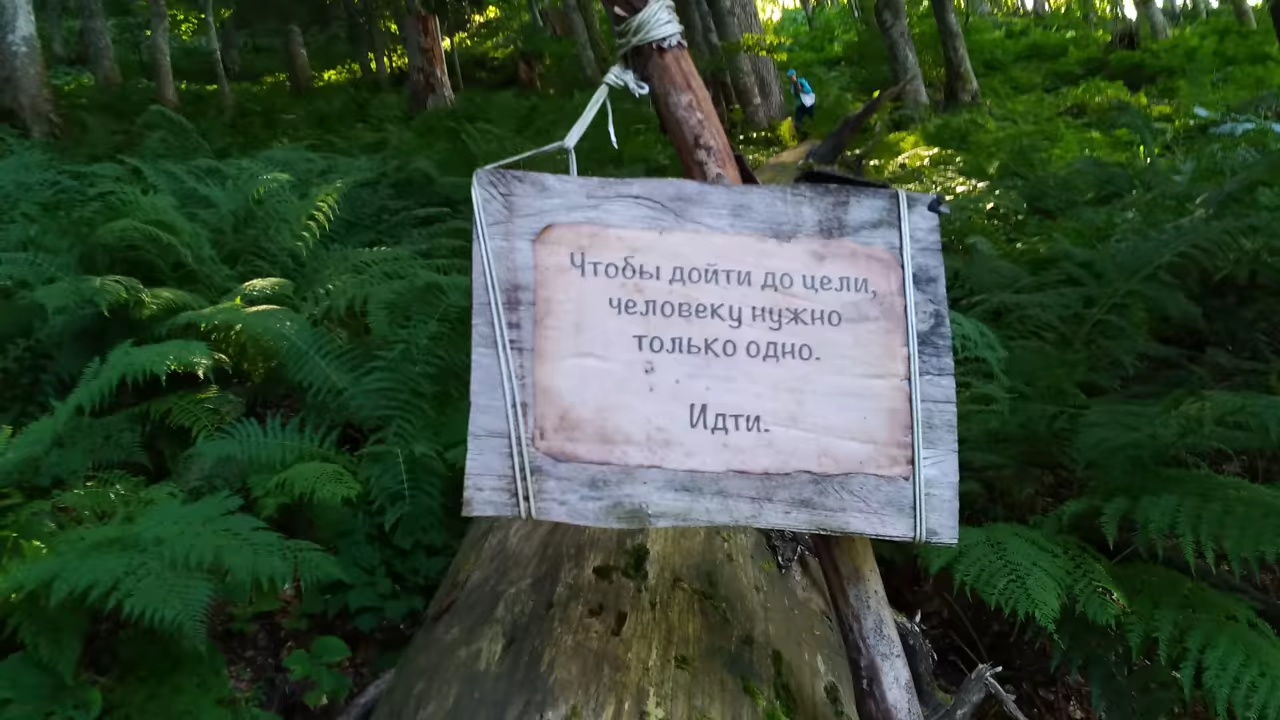 Чтобы дойти до цели,
человеку нужно
только одно.
Идти.